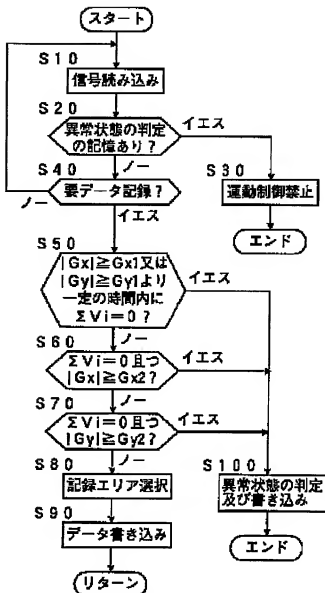 スタート
S10
信号読み込み
S20
異常状態の判定
の記憶あり?
イエス
ノー
S30
運動制御禁止
エンド
S40
要データ記録?
ノー
イエス
S50
|Gx|≧Gx1又は
|Gy|≧Gy1より
一定の時間内に
ΣVi=0?
イエス
ノー
S60
ΣVi=0且つ
|Gx|≧Gx2?
イエス
ノー
S70
ΣVi=0且つ
|Gy|≧Gy2?
イエス
ノー
S80
記録エリア選択
S90
データ書き込み
リターン
S100
異常状態の判定
及び書き込み
エンド